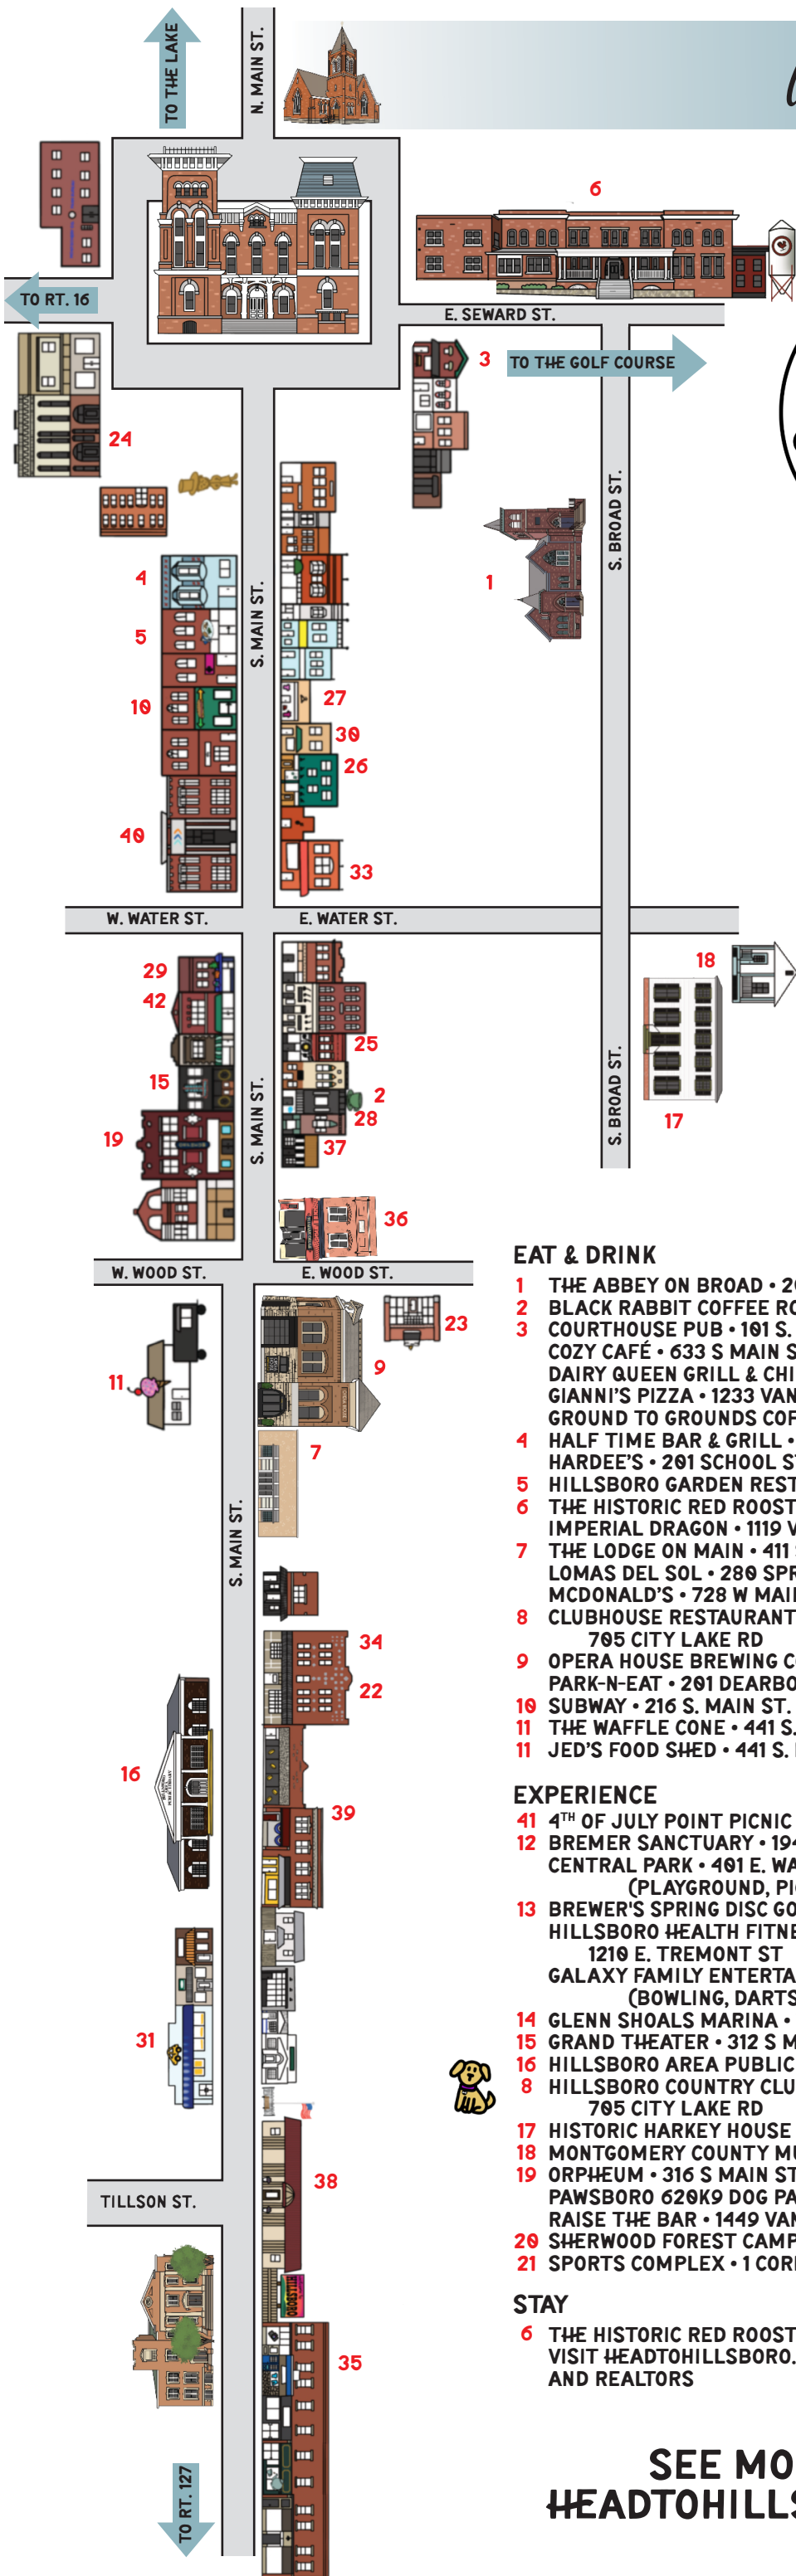 TO THE LAKE
N. MAIN ST.
6
TO RT. 16
E. SEWARD ST.
3
TO THE GOLF COURSE
24
S. BROAD ST.
4
1
S. MAIN ST.
5
27
10
30
26
40
33
W. WATER ST.
E. WATER ST.
18
29
42
25
15
S. MAIN ST.
S. BROAD ST.
2
28
17
19
37
36
W. WOOD ST.
E. WOOD ST.
23
9
11
7
S. MAIN ST.
34
22
16
39
31
38
TILLSON ST.
HILLSBORO
35
TO RT. 127
EAT & DRINK
1 THE ABBEY ON BROAD • 2
2 BLACK RABBIT COFFEE RO
3 COURTHOUSE PUB • 101 S.
COZY CAFÉ • 633 S MAIN S
DAIRY QUEEN GRILL & CHI
GIANNI'S PIZZA • 1233 VAN
GROUND TO GROUNDS COF
4 HALF TIME BAR & GRILL •
HARDEE'S • 201 SCHOOL S
5 HILLSBORO GARDEN REST
6 THE HISTORIC RED ROOST
IMPERIAL DRAGON • 1119 V
7 THE LODGE ON MAIN • 411
LOMAS DEL SOL • 280 SPR
MCDONALD'S • 728 W MAI
8 CLUBHOUSE RESTAURANT
705 CITY LAKE RD
9 OPERA HOUSE BREWING C
PARK-N-EAT • 201 DEARBO
10 SUBWAY • 216 S. MAIN ST.
11 THE WAFFLE CONE • 441 S.
11 JED'S FOOD SHED • 441 S.
EXPERIENCE
41 4TH OF JULY POINT PICNIC
12 BREMER SANCTUARY • 194
CENTRAL PARK • 401 E. WA
(PLAYGROUND, PI
13 BREWER'S SPRING DISC GO
HILLSBORO HEALTH FITNE
1210 E. TREMONT ST
GALAXY FAMILY ENTERTA
(BOWLING, DARTS
14 GLENN SHOALS MARINA •
15 GRAND THEATER • 312 S M
16 HILLSBORO AREA PUBLIC
8 HILLSBORO COUNTRY CLU
705 CITY LAKE RD
17 HISTORIC HARKEY HOUSE
18 MONTGOMERY COUNTY MU
19 ORPHEUM • 316 S MAIN ST
PAWSBORO 620K9 DOG PA
RAISE THE BAR • 1449 VAN
20 SHERWOOD FOREST CAMP
21 SPORTS COMPLEX • 1 COR
STAY
6 THE HISTORIC RED ROOST
VISIT HEADTOHILLSBORO.
AND REALTORS
SEE MO
HEADTOHILLS